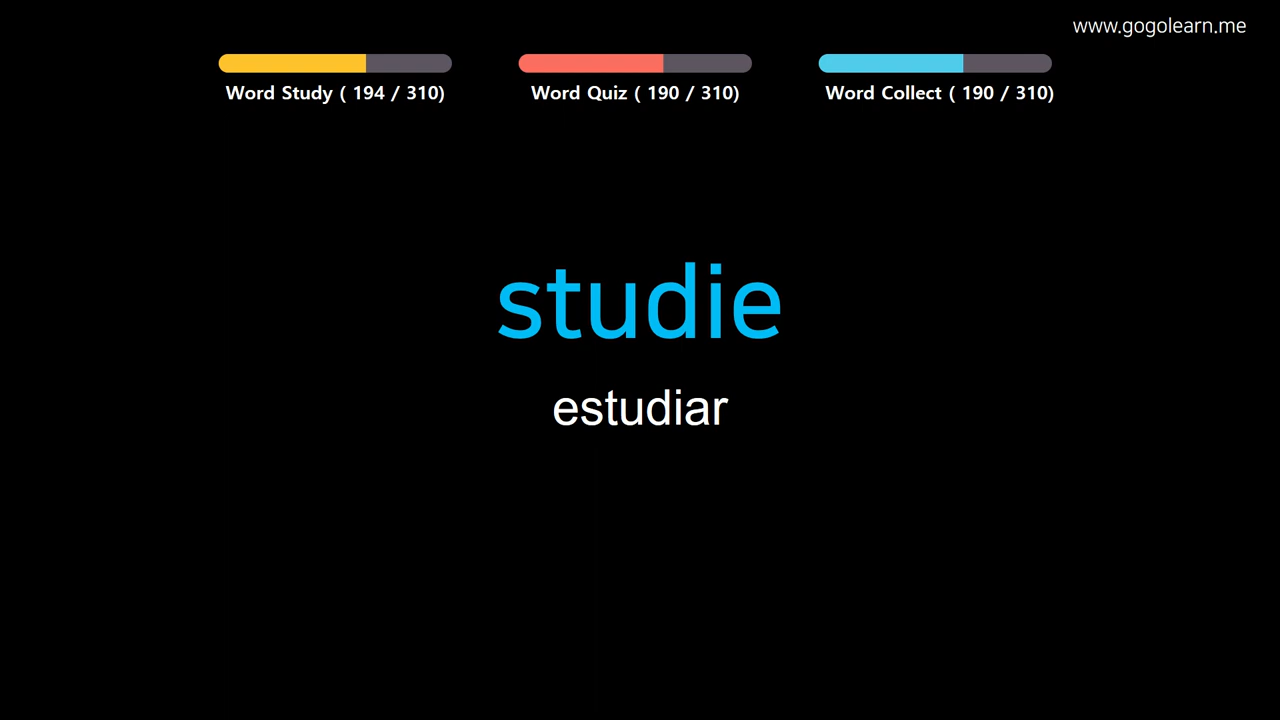 www.gogolearn.me
Word Study ( 194 / 310)
Word Quiz ( 190 / 310)
Word Collect ( 190 / 310)
studie
estudiar